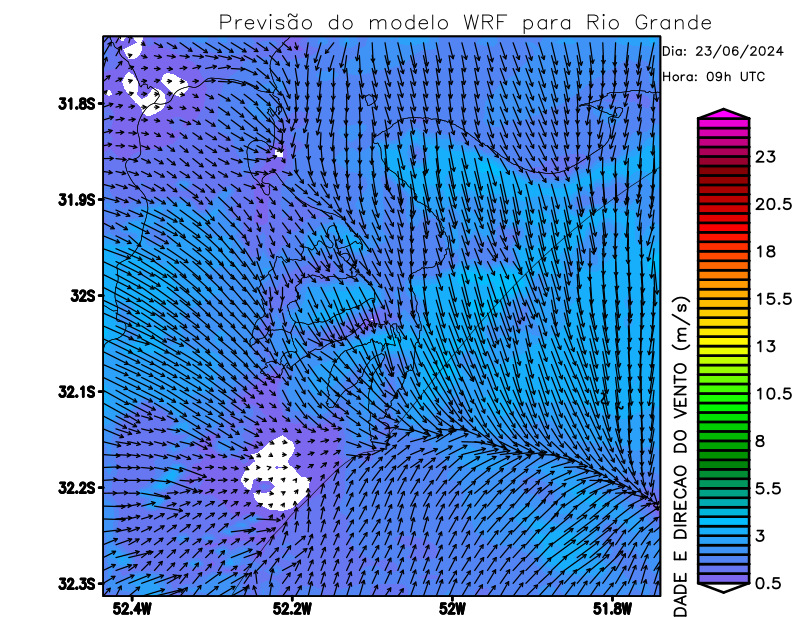 Previsão do modelo WRF para Rio Grande
Dia: 23/06/2024
Hora: 09h UTC
31.8S
31.9S
32S
32.1S
32.2S
32.3S
52.4W
52.2W
52W
51.8W
DADE E DIRECAO DO VENTO (m/s)
23
20.5
18
15.5
13
10.5
8
5.5
3
0.5